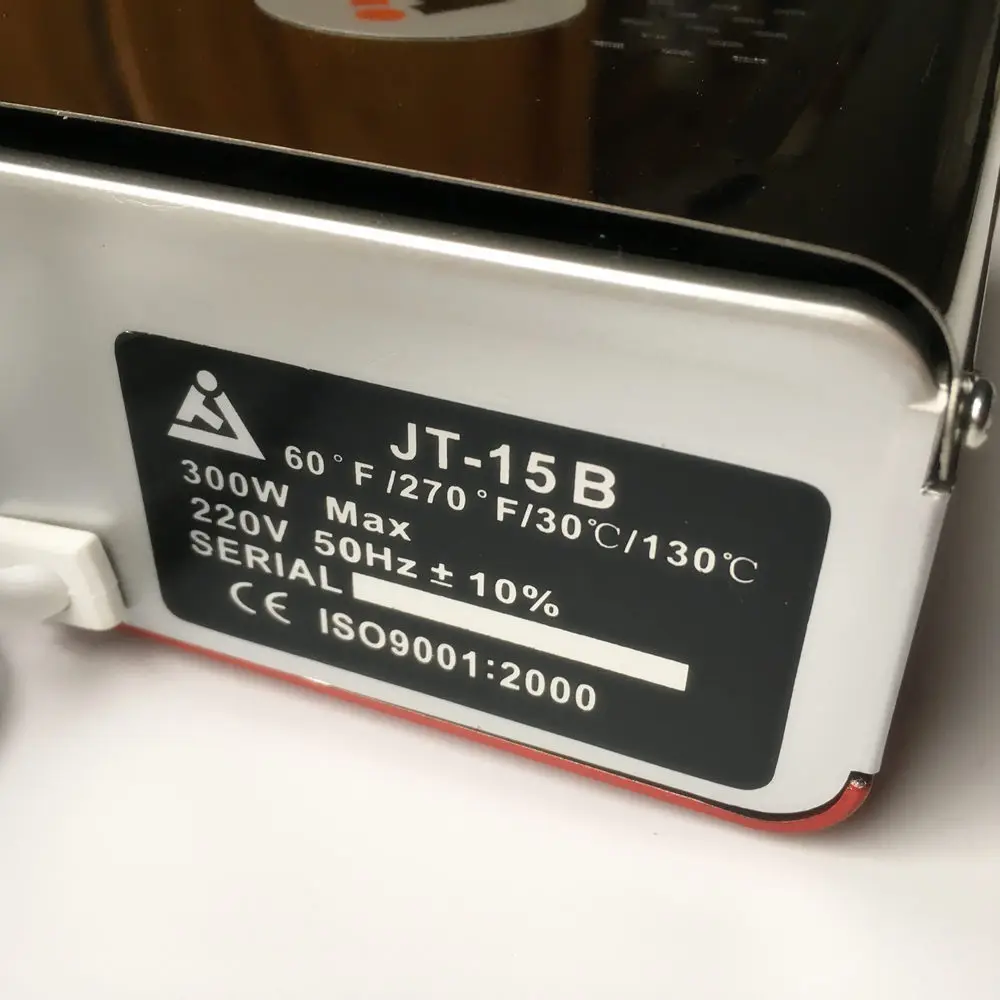 JT-15B
60°F/270°F/30℃/130℃
300W Max
220V 50Hz ± 10%
SERIAL
CE ISO9001:2000